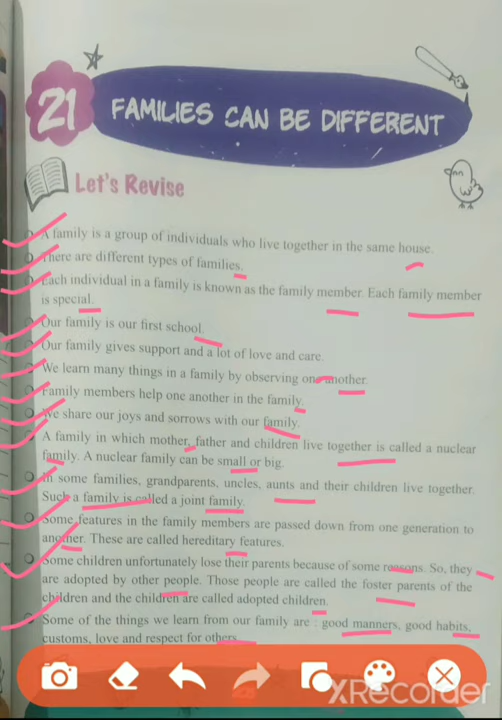 21 FAMILIES CAN BE DIFFERENT
Let's Revise
A family is a group of individuals who live together in the same house.
There are different types of families.
Each individual in a family is known as the family member. Each family member
is special.
Our family is our first school.
Our family gives support and a lot of love and care.
We learn many things in a family by observing one another.
Family members help one another in the family.
We share our joys and sorrows with our family.
A family in which mother, father and children live together is called a nuclear
family. A nuclear family can be small or big.
In some families, grandparents, uncles, aunts and their children live together.
Such a family is called a joint family.
Some features in the family members are passed down from one generation to
another. These are called hereditary features.
Some children unfortunately lose their parents because of some reasons. So, they
are adopted by other people. Those people are called the foster parents of the
children and the children are called adopted children.
Some of the things we learn from our family are : good manners, good habits,
customs, love and respect for others.
XRecorder